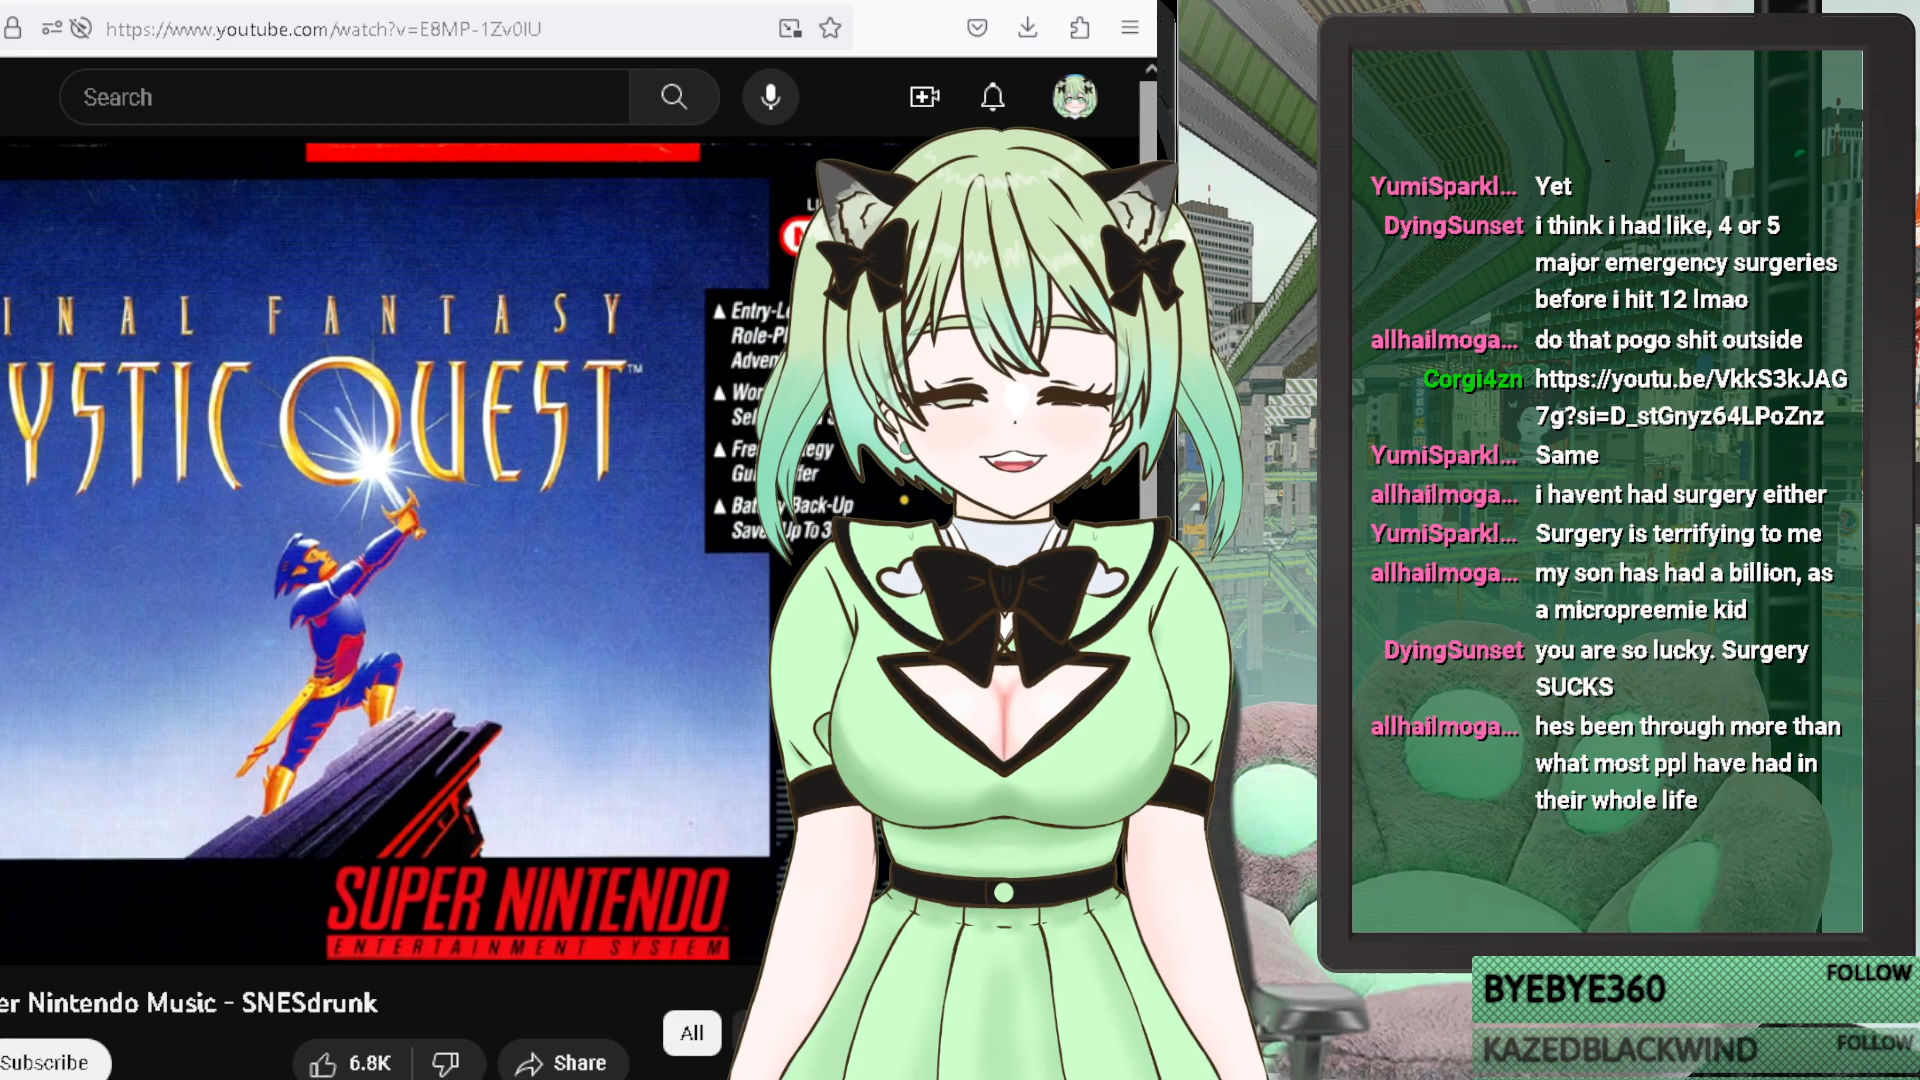 https://www.youtube.com/watch?v=E8MP-1Zv0IU
Search
INAL FANTASY
YSTIC QUEST™
▲ Entry-L
Role-Pl
Adven
▲ Wor
Sel
▲ Fre tegy
Gui fer
▲ Bat Back-Up
Save Up To 3
SUPER NINTENDO
ENTERTAINMENT SYSTEM
er Nintendo Music - SNESdrunk
Subscribe
6.8K
Share
All
YumiSparkl... Yet
DyingSunset i think i had like, 4 or 5
major emergency surgeries
before i hit 12 lmao
allhailmoga... do that pogo shit outside
Corgi4zn https://youtu.be/VkkS3kJAG
7g?si=D_stGnyz64LPoZnz
YumiSparkl... Same
allhailmoga... i havent had surgery either
YumiSparkl... Surgery is terrifying to me
allhailmoga... my son has had a billion, as
a micropreemie kid
DyingSunset you are so lucky. Surgery
SUCKS
allhailmoga... hes been through more than
what most ppl have had in
their whole life
BYEBYE360 FOLLOW
KAZEDBLACKWIND FOLLOW